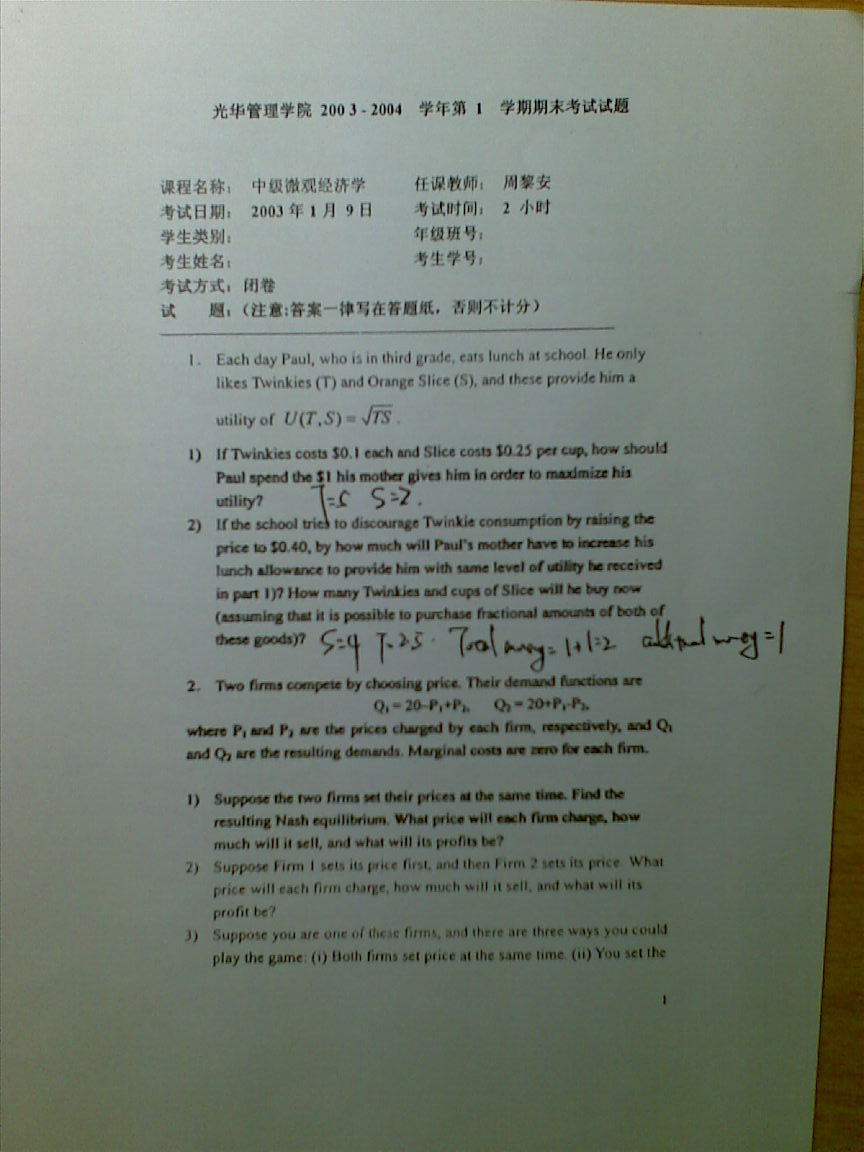 光华管理学院 200 3 - 2004 学年第 1 学期期末考试试题
课程名称： 中级微观经济学 任课教师： 周黎安
考试日期： 2003 年 1 月 9 日 考试时间： 2 小时
学生类别： 年级班号：
考生姓名： 考生学号：
考试方式：闭卷
试 题：（注意:答案一律写在答题纸，否则不计分）
1. Each day Paul, who is in third grade, eats lunch at school. He only
likes Twinkies (T) and Orange Slice (S), and these provide him a
utility of U(T,S) = √TS .
1) If Twinkies costs $0.1 each and Slice costs $0.25 per cup, how should
Paul spend the $1 his mother gives him in order to maximize his
utility? T=5 S=2.
2) If the school tries to discourage Twinkie consumption by raising the
price to $0.40, by how much will Paul's mother have to increase his
lunch allowance to provide him with same level of utility he received
in part 1)? How many Twinkies and cups of Slice will he buy now
(assuming that it is possible to purchase fractional amounts of both of
these goods)? S=4 T=2.5. Total money=1+1=2 additional money=1
2. Two firms compete by choosing price. Their demand functions are
Q₁ = 20-P₁+P₂, Q₂ = 20+P₁-P₂,
where P₁ and P₂ are the prices charged by each firm, respectively, and Q₁
and Q₂ are the resulting demands. Marginal costs are zero for each firm.
1) Suppose the two firms set their prices at the same time. Find the
resulting Nash equilibrium. What price will each firm charge, how
much will it sell, and what will its profits be?
2) Suppose Firm 1 sets its price first, and then Firm 2 sets its price. What
price will each firm charge, how much will it sell, and what will its
profit be?
3) Suppose you are one of these firms, and there are three ways you could
play the game: (i) Both firms set price at the same time. (ii) You set the
1